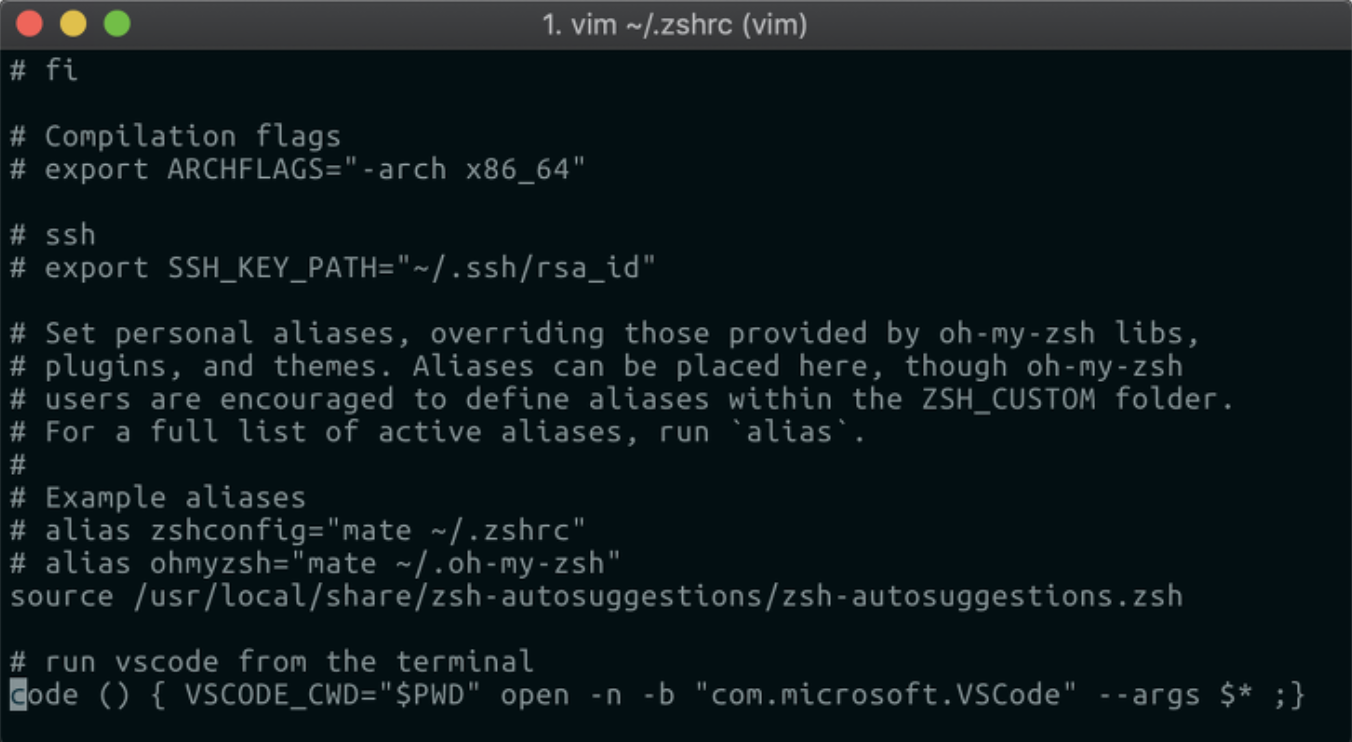 1. vim ~/.zshrc (vim)
# fi
# Compilation flags
# export ARCHFLAGS="-arch x86_64"
# ssh
# export SSH_KEY_PATH="~/.ssh/rsa_id"
# Set personal aliases, overriding those provided by oh-my-zsh libs,
# plugins, and themes. Aliases can be placed here, though oh-my-zsh
# users are encouraged to define aliases within the ZSH_CUSTOM folder.
# For a full list of active aliases, run `alias`.
#
# Example aliases
# alias zshconfig="mate ~/.zshrc"
# alias ohmyzsh="mate ~/.oh-my-zsh"
source /usr/local/share/zsh-autosuggestions/zsh-autosuggestions.zsh
# run vscode from the terminal
code () { VSCODE_CWD="$PWD" open -n -b "com.microsoft.VSCode" --args $* ;}